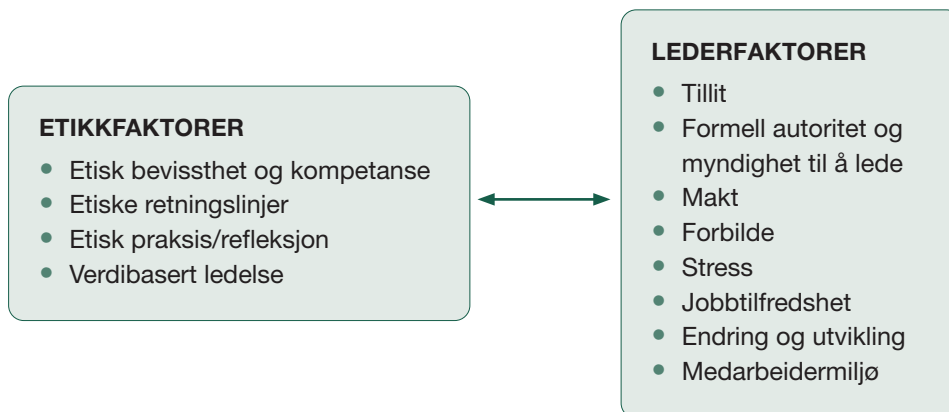 ETIKKFAKTORER
• Etisk bevissthet og kompetanse
• Etiske retningslinjer
• Etisk praksis/refleksjon
• Verdibasert ledelse
LEDERFAKTORER
• Tillit
• Formell autoritet og
myndighet til å lede
• Makt
• Forbilde
• Stress
• Jobbtilfredshet
• Endring og utvikling
• Medarbeidermiljø